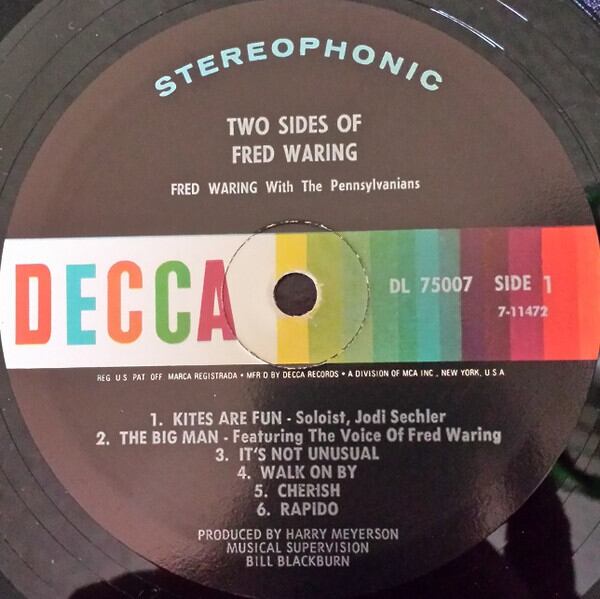 STEREOPHONIC
TWO SIDES OF
FRED WARING
FRED WARING With The Pennsylvanians
DECCA
DL 75007 SIDE 1
7-11472
REG. U.S. PAT. OFF. MARCA REGISTRADA • MFR'D BY DECCA RECORDS • A DIVISION OF MCA INC., NEW YORK, U.S.A
1. KITES ARE FUN - Soloist, Jodi Sechler
2. THE BIG MAN - Featuring The Voice Of Fred Waring
3. IT'S NOT UNUSUAL
4. WALK ON BY
5. CHERISH
6. RAPIDO
PRODUCED BY HARRY MEYERSON
MUSICAL SUPERVISION
BILL BLACKBURN